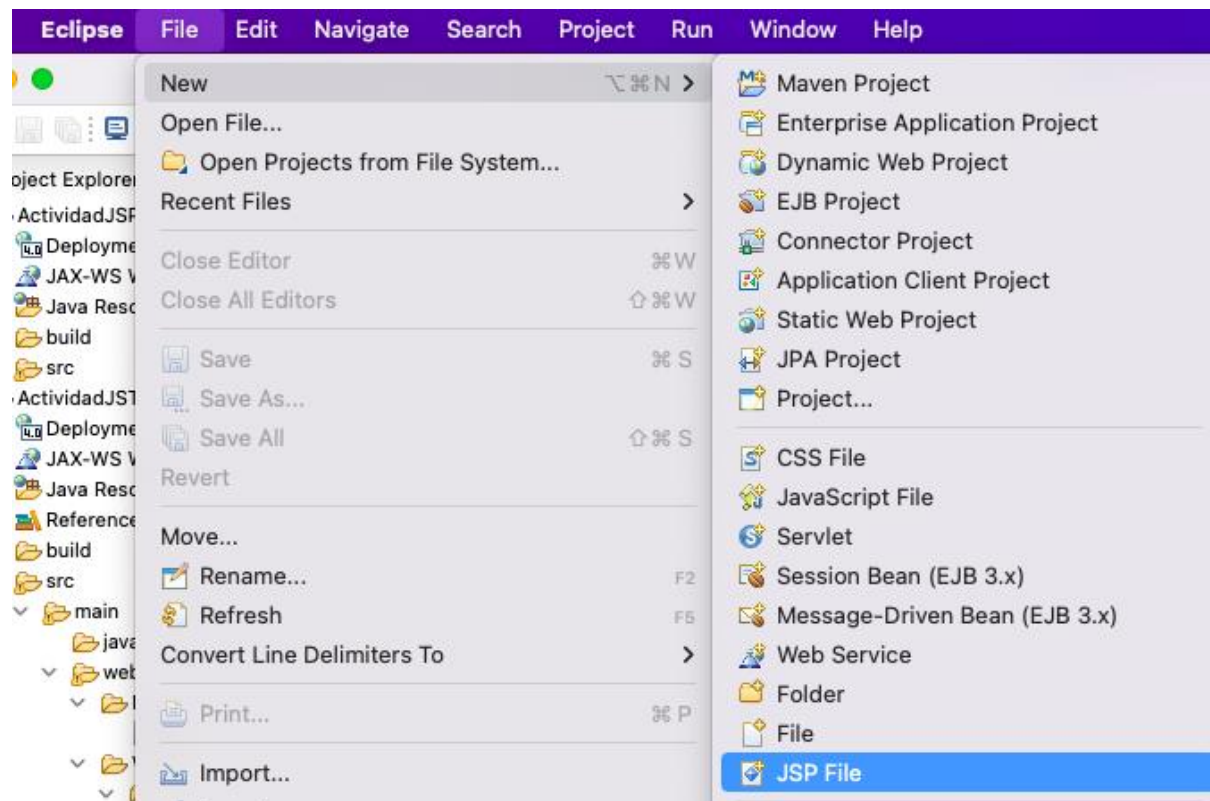 Eclipse File Edit Navigate Search Project Run Window Help
New ⌥⌘N >
Open File...
Open Projects from File System...
Recent Files >
Close Editor ⌘W
Close All Editors ⇧⌘W
Save ⌘S
Save As...
Save All ⇧⌘S
Revert
Move...
Rename... F2
Refresh F5
Convert Line Delimiters To >
Print... ⌘P
Import...
Maven Project
Enterprise Application Project
Dynamic Web Project
EJB Project
Connector Project
Application Client Project
Static Web Project
JPA Project
Project...
CSS File
JavaScript File
Servlet
Session Bean (EJB 3.x)
Message-Driven Bean (EJB 3.x)
Web Service
Folder
File
JSP File
oject Explorer
ActividadJSP
Deployme
JAX-WS
Java Reso
build
src
ActividadJST
Deployme
JAX-WS
Java Reso
Reference
build
src
main
java
web